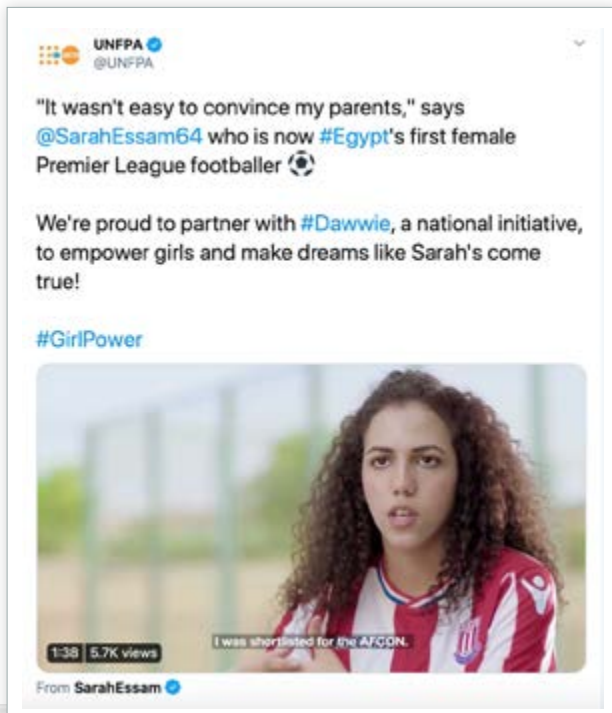 UNFPA
@UNFPA
"It wasn't easy to convince my parents," says
@SarahEssam64 who is now #Egypt's first female
Premier League footballer ⚽
We're proud to partner with #Dawwie, a national initiative,
to empower girls and make dreams like Sarah's come
true!
#GirlPower
I was shortlisted for the AFCON.
1:38 5.7K views
From SarahEssam